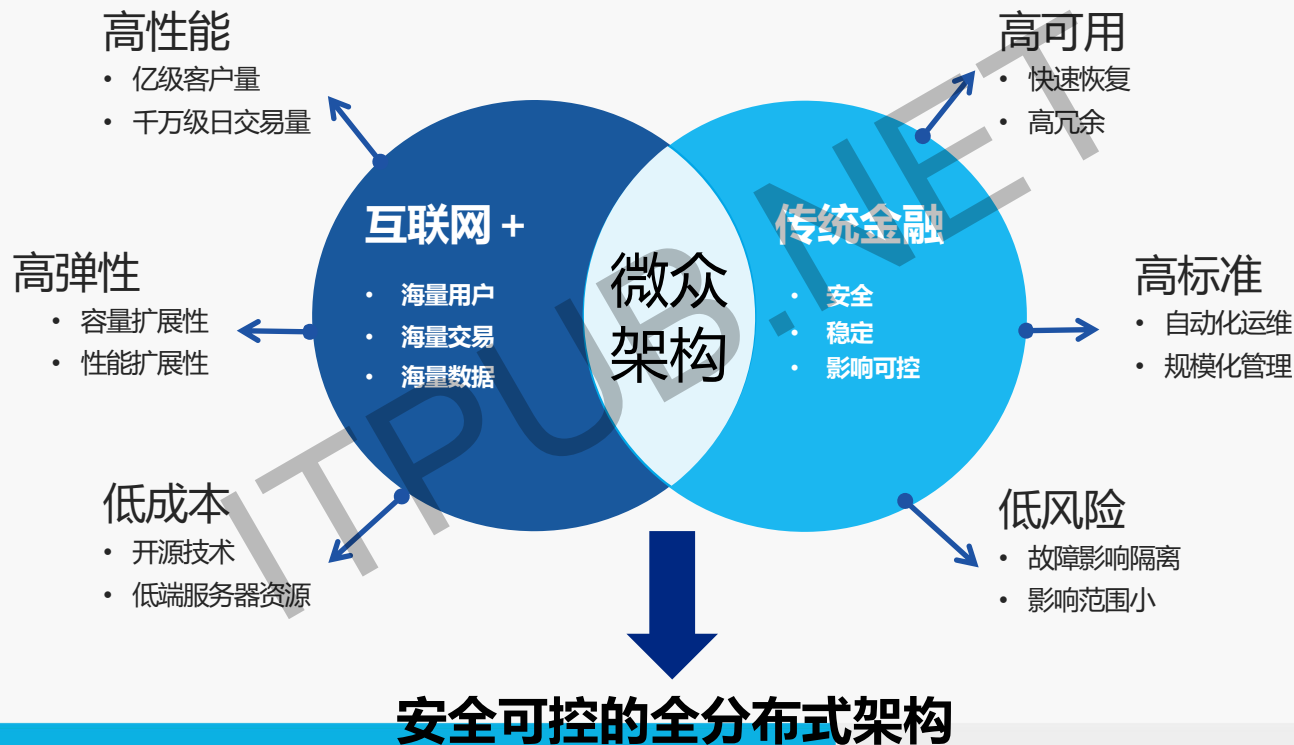 高性能
• 亿级客户量
• 千万级日交易量
高可用
• 快速恢复
• 高冗余
互联网+
• 海量用户
• 海量交易
• 海量数据
微众
架构
传统金融
• 安全
• 稳定
• 影响可控
高弹性
• 容量扩展性
• 性能扩展性
高标准
• 自动化运维
• 规模化管理
低成本
• 开源技术
• 低端服务器资源
低风险
• 故障影响隔离
• 影响范围小
安全可控的全分布式架构
ITPUB.NET